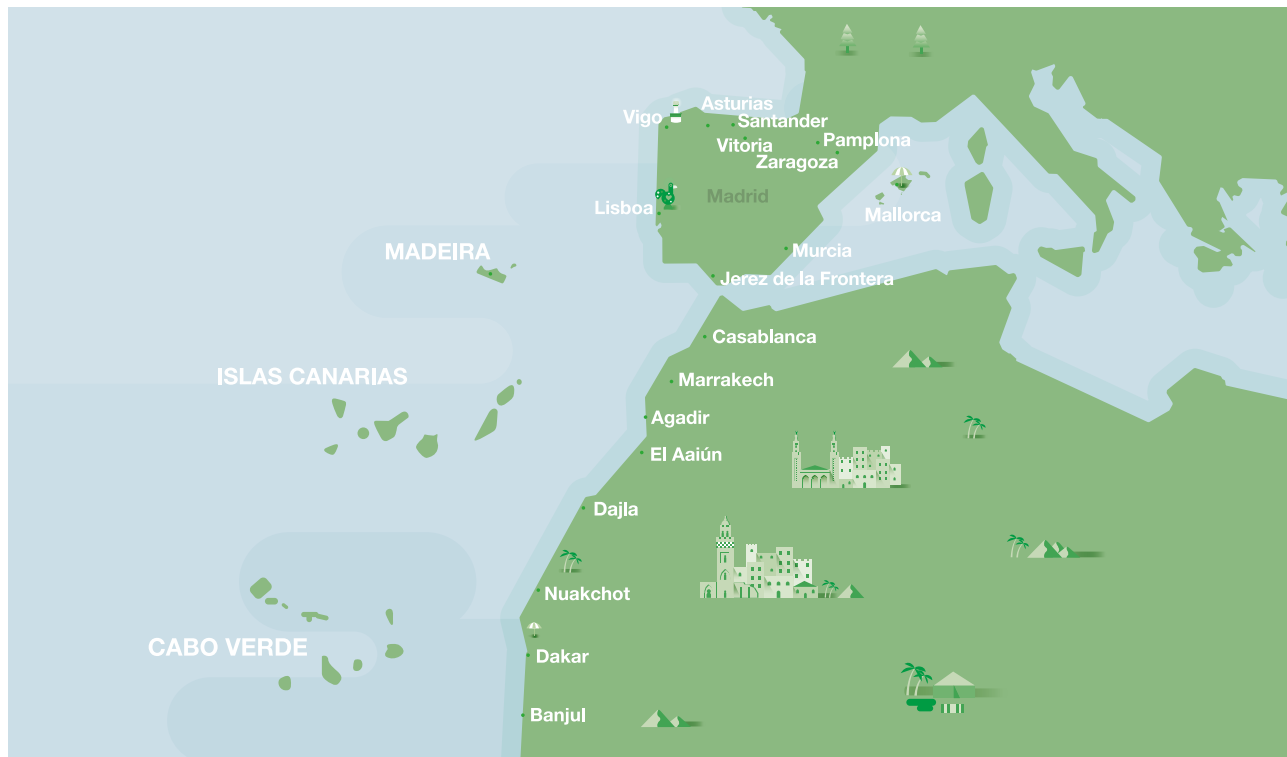 Asturias
Vigo
Santander
Vitoria
Pamplona
Zaragoza
Madrid
Lisboa
Mallorca
MADEIRA
Murcia
Jerez de la Frontera
Casablanca
ISLAS CANARIAS
Marrakech
Agadir
El Aaiún
Dajla
Nuakchot
CABO VERDE
Dakar
Banjul